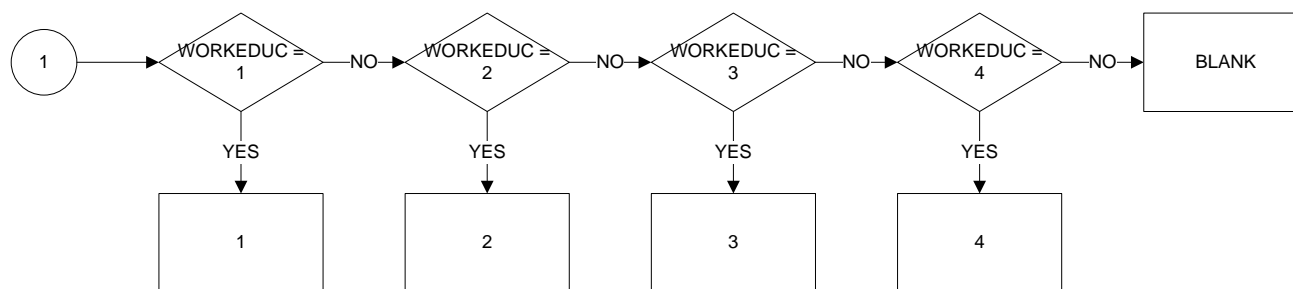 1
WORKEDUC =
1
NO
WORKEDUC =
2
NO
WORKEDUC =
3
NO
WORKEDUC =
4
NO
BLANK
YES
YES
YES
YES
1
2
3
4